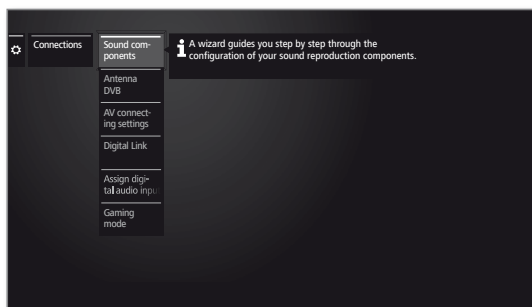 Connections
Sound com-
ponents
A wizard guides you step by step through the
configuration of your sound reproduction components.
Antenna
DVB
AV connect-
ing settings
Digital Link
Assign digi-
tal audio input
Gaming
mode